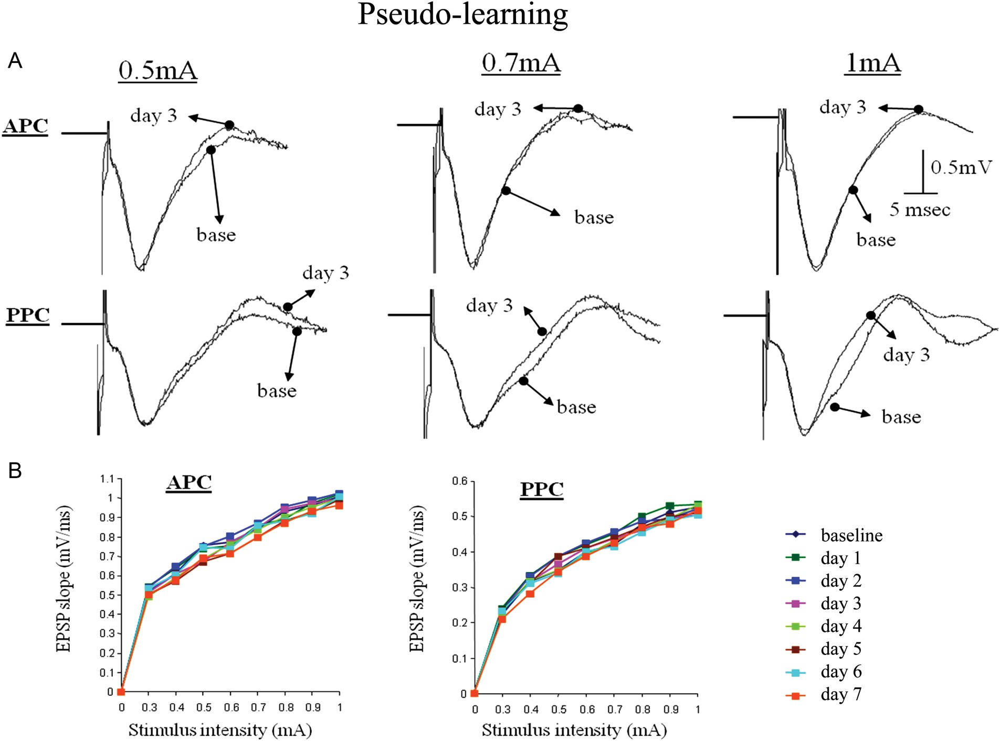 Pseudo-learning
A
0.5mA
0.7mA
1mA
APC
day 3
base
day 3
base
day 3
base
0.5mV
5 msec
PPC
day 3
base
day 3
base
day 3
base
B
APC
EPSP slope (mV/ms)
1.1
1
0.9
0.8
0.7
0.6
0.5
0.4
0.3
0.2
0.1
0
0 0.3 0.4 0.5 0.6 0.7 0.8 0.9 1
Stimulus intensity (mA)
PPC
EPSP slope (mV/ms)
0.6
0.5
0.4
0.3
0.2
0.1
0
0 0.3 0.4 0.5 0.6 0.7 0.8 0.9 1
Stimulus intensity (mA)
baseline
day 1
day 2
day 3
day 4
day 5
day 6
day 7